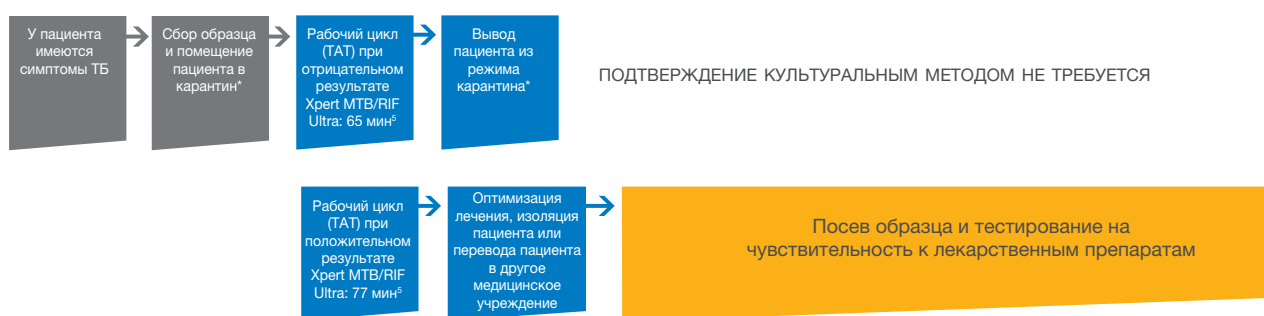 У пациента
имеются
симптомы ТБ
Сбор образца
и помещение
пациента в
карантин*
Рабочий цикл
(TAT) при
отрицательном
результате
Xpert MTB/RIF
Ultra: 65 мин⁵
Вывод
пациента из
режима
карантина*
ПОДТВЕРЖДЕНИЕ КУЛЬТУРАЛЬНЫМ МЕТОДОМ НЕ ТРЕБУЕТСЯ
Рабочий цикл
(TAT) при
положительном
результате
Xpert MTB/RIF
Ultra: 77 мин⁵
Оптимизация
лечения, изоляция
пациента или
перевода пациента
в другое
медицинское
учреждение
Посев образца и тестирование на
чувствительность к лекарственным препаратам